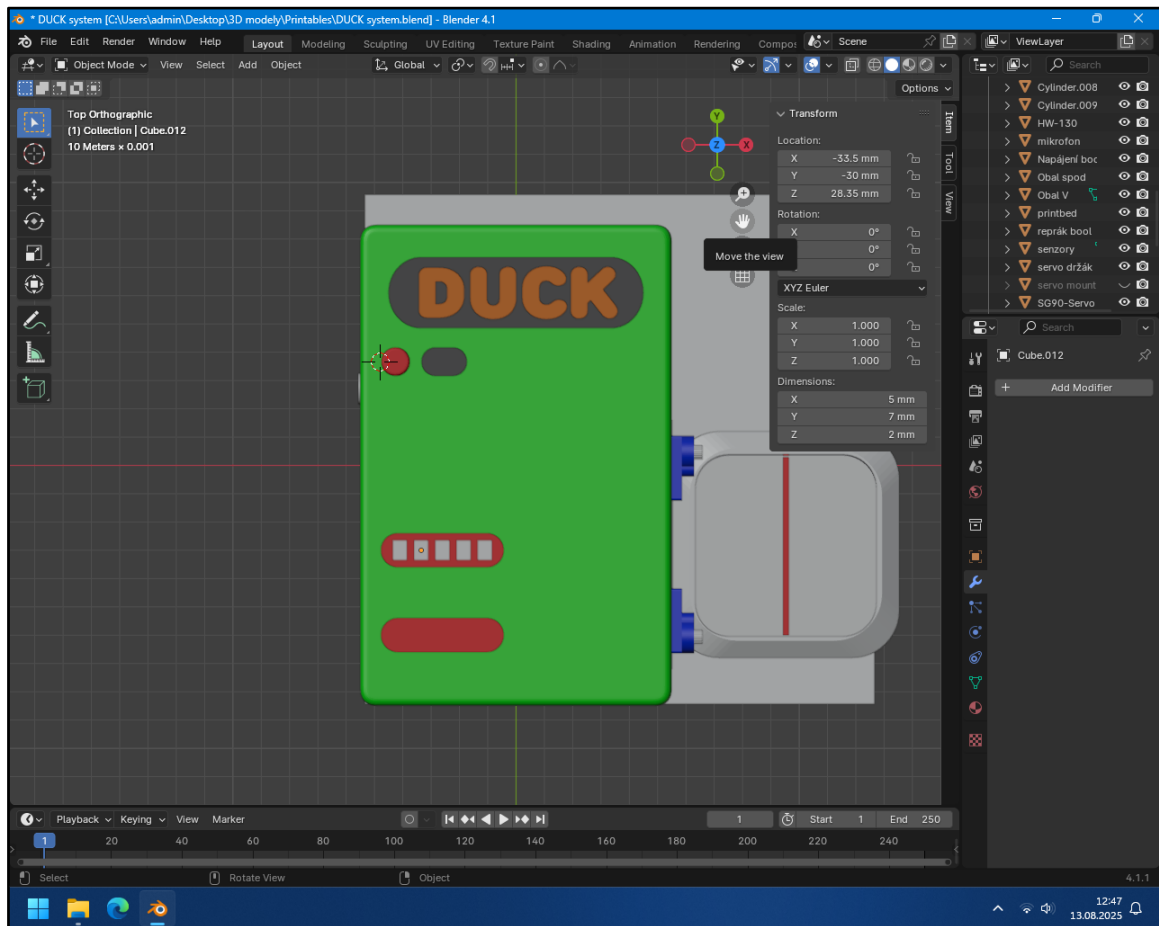 * DUCK system [C:\Users\admin\Desktop\3D modely\Printables\DUCK system.blend] - Blender 4.1
File Edit Render Window Help Layout Modeling Sculpting UV Editing Texture Paint Shading Animation Rendering Compos Scene ViewLayer
Object Mode View Select Add Object Global Search
Options
Top Orthographic
(1) Collection | Cube.012
10 Meters × 0.001
Transform
Location:
X -33.5 mm
Y -30 mm
Z 28.35 mm
Rotation:
X 0°
0°
0°
Move the view
XYZ Euler
Scale:
X 1.000
Y 1.000
Z 1.000
Dimensions:
X 5 mm
Y 7 mm
Z 2 mm
Item
Tool
View
Y
Z X
DUCK
Cylinder.008
Cylinder.009
HW-130
mikrofon
Napájení boc
Obal spod
Obal V
printbed
reprák bool
senzory
servo držák
servo mount
SG90-Servo
Search
Cube.012
Add Modifier
Playback Keying View Marker 1 Start 1 End 250
1 20 40 60 80 100 120 140 160 180 200 220 240
Select Rotate View Object 4.1.1
12:47
13.08.2025